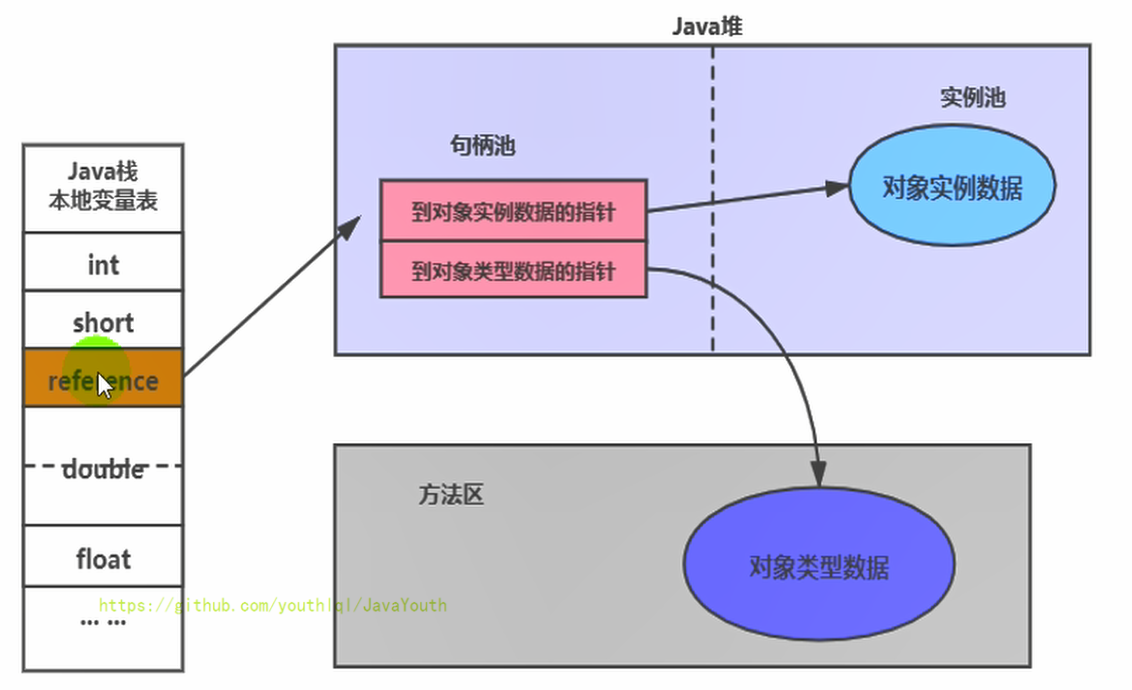 Java堆
实例池
句柄池
Java栈
本地变量表
对象实例数据
到对象实例数据的指针
到对象类型数据的指针
int
short
reference
double
方法区
对象类型数据
float
https://github.com/youthlql/JavaYouth
... ...